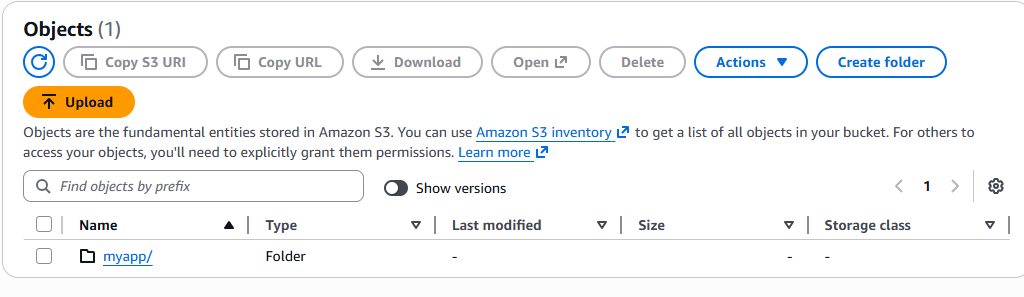 Objects (1)
Copy S3 URI Copy URL Download Open Delete Actions Create folder
Upload
Objects are the fundamental entities stored in Amazon S3. You can use Amazon S3 inventory to get a list of all objects in your bucket. For others to
access your objects, you'll need to explicitly grant them permissions. Learn more
Find objects by prefix Show versions 1
Name Type Last modified Size Storage class
myapp/ Folder - - -